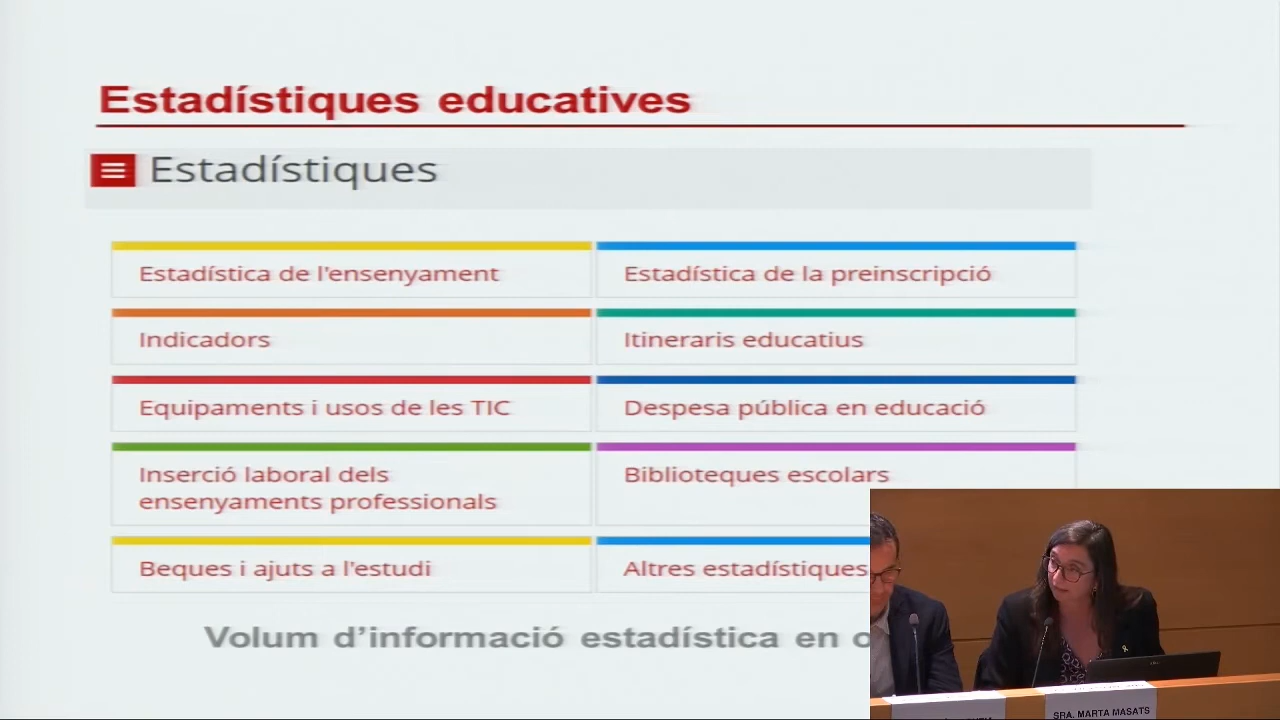 Estadístiques educatives
Estadístiques
Estadística de l'ensenyament
Estadística de la preinscripció
Indicadors
Itineraris educatius
Equipaments i usos de les TIC
Despesa pública en educació
Inserció laboral dels
ensenyaments professionals
Biblioteques escolars
Beques i ajuts a l'estudi
Altres estadístiques
Volum d'informació estadística en
SRA. MARTA MASATS